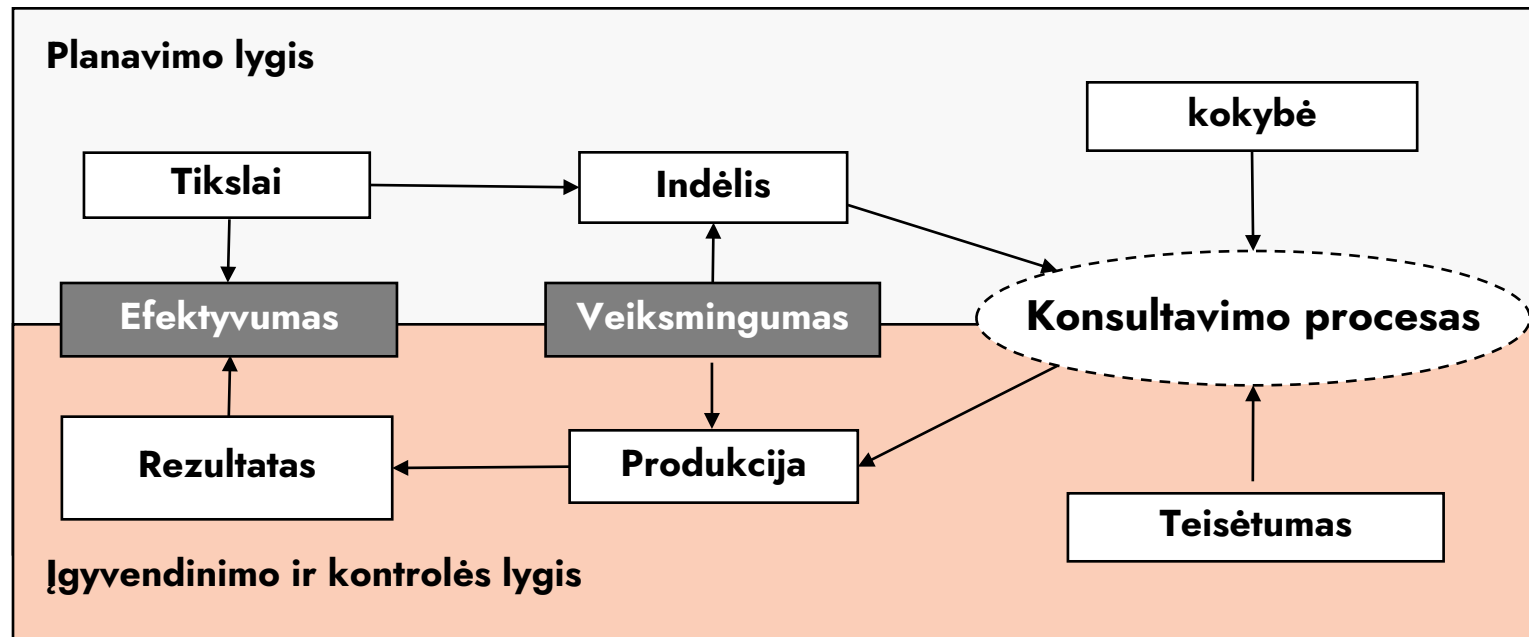 Planavimo lygis
kokybė
Tikslai
Indėlis
Efektyvumas
Veiksmingumas
Konsultavimo procesas
Rezultatas
Produkcija
Teisėtumas
Įgyvendinimo ir kontrolės lygis